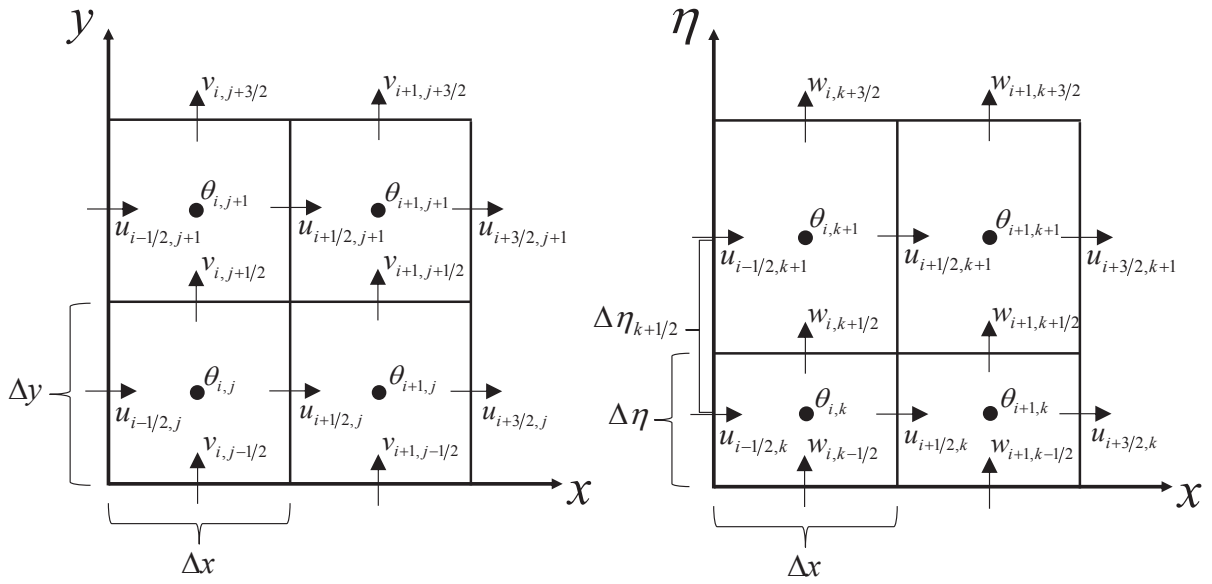 y
v_{i, j+3/2} v_{i+1, j+3/2}
θ_{i, j+1} θ_{i+1, j+1}
u_{i−1/2, j+1} u_{i+1/2, j+1} u_{i+3/2, j+1}
v_{i, j+1/2} v_{i+1, j+1/2}
Δy
θ_{i, j} θ_{i+1, j}
u_{i−1/2, j} u_{i+1/2, j} u_{i+3/2, j}
v_{i, j−1/2} v_{i+1, j−1/2}
x
Δx
η
w_{i, k+3/2} w_{i+1, k+3/2}
θ_{i, k+1} θ_{i+1, k+1}
u_{i−1/2, k+1} u_{i+1/2, k+1} u_{i+3/2, k+1}
Δη_{k+1/2}
w_{i, k+1/2} w_{i+1, k+1/2}
Δη
θ_{i, k} θ_{i+1, k}
u_{i−1/2, k} u_{i+1/2, k} u_{i+3/2, k}
w_{i, k−1/2} w_{i+1, k−1/2}
x
Δx